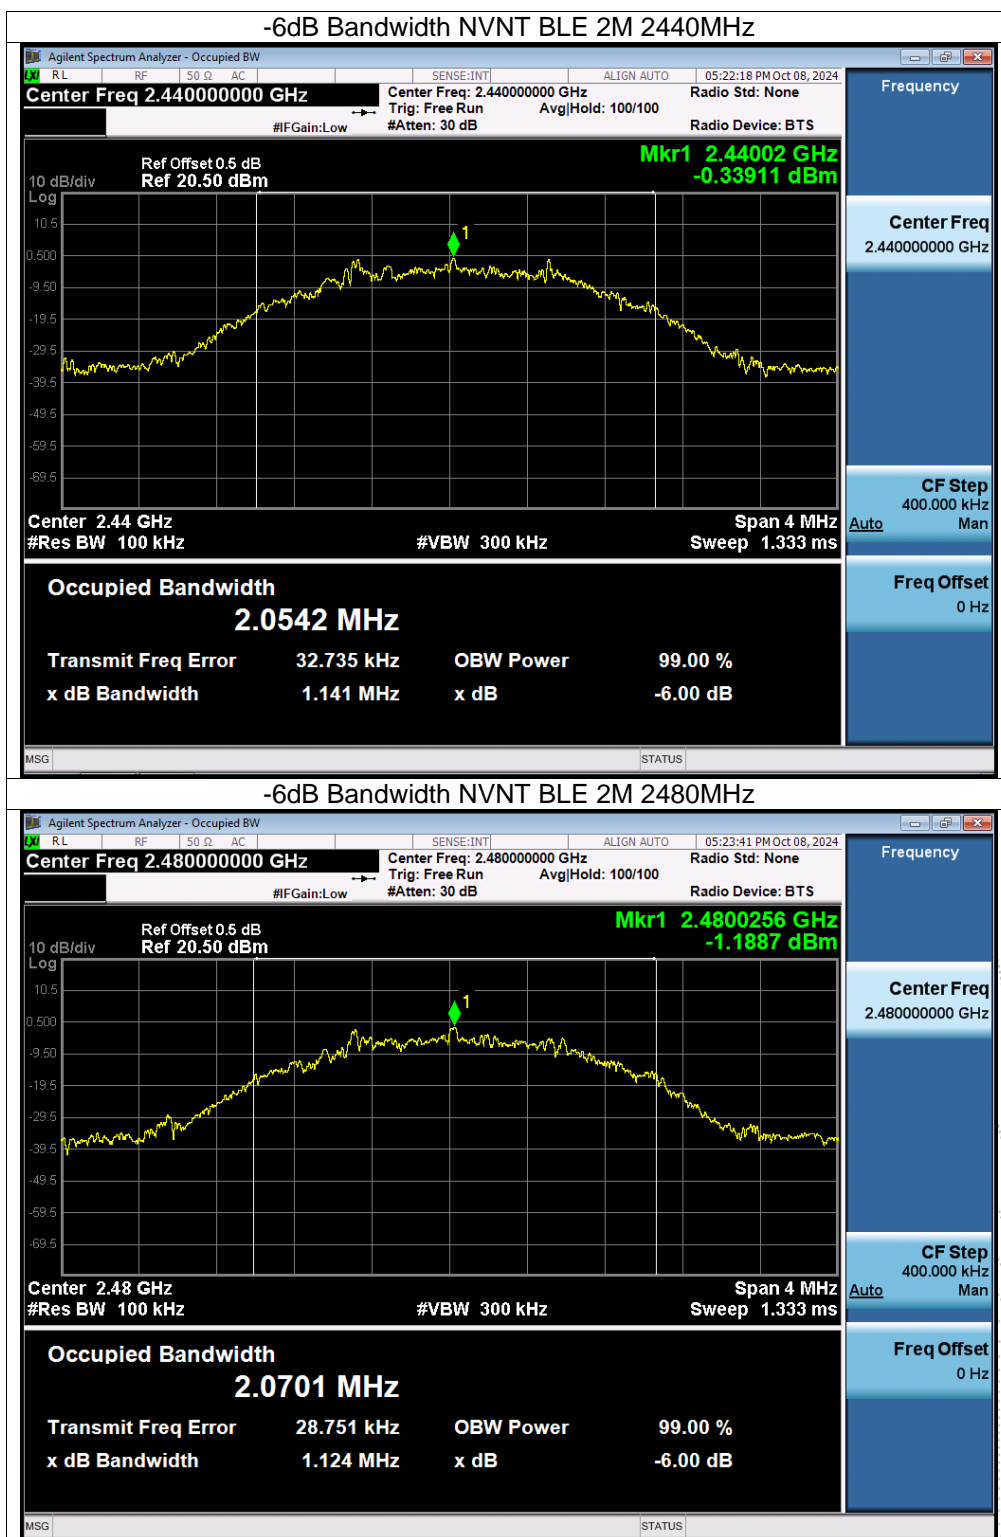 -6dB Bandwidth NVNT BLE 2M 2440MHz
Agilent Spectrum Analyzer - Occupied BW
LXI RL RF 50 Ω AC SENSE:INT ALIGN AUTO 05:22:18 PM Oct 08, 2024
Center Freq 2.440000000 GHz Center Freq: 2.440000000 GHz Radio Std: None Frequency
Trig: Free Run Avg|Hold: 100/100
#IFGain:Low #Atten: 30 dB Radio Device: BTS
Mkr1 2.44002 GHz
Ref Offset 0.5 dB
10 dB/div Ref 20.50 dBm -0.33911 dBm
Log
10.5
0.500
-9.50
-19.5
-29.5
-39.5
-49.5
-59.5
-69.5
1
Center Freq
2.440000000 GHz
Center 2.44 GHz Span 4 MHz
#Res BW 100 kHz #VBW 300 kHz Sweep 1.333 ms
CF Step
400.000 kHz
Auto Man
Occupied Bandwidth
2.0542 MHz
Freq Offset
0 Hz
Transmit Freq Error 32.735 kHz OBW Power 99.00 %
x dB Bandwidth 1.141 MHz x dB -6.00 dB
MSG STATUS
-6dB Bandwidth NVNT BLE 2M 2480MHz
Agilent Spectrum Analyzer - Occupied BW
LXI RL RF 50 Ω AC SENSE:INT ALIGN AUTO 05:23:41 PM Oct 08, 2024
Center Freq 2.480000000 GHz Center Freq: 2.480000000 GHz Radio Std: None Frequency
Trig: Free Run Avg|Hold: 100/100
#IFGain:Low #Atten: 30 dB Radio Device: BTS
Mkr1 2.4800256 GHz
Ref Offset 0.5 dB
10 dB/div Ref 20.50 dBm -1.1887 dBm
Log
10.5
0.500
-9.50
-19.5
-29.5
-39.5
-49.5
-59.5
-69.5
1
Center Freq
2.480000000 GHz
Center 2.48 GHz Span 4 MHz
#Res BW 100 kHz #VBW 300 kHz Sweep 1.333 ms
CF Step
400.000 kHz
Auto Man
Occupied Bandwidth
2.0701 MHz
Freq Offset
0 Hz
Transmit Freq Error 28.751 kHz OBW Power 99.00 %
x dB Bandwidth 1.124 MHz x dB -6.00 dB
MSG STATUS